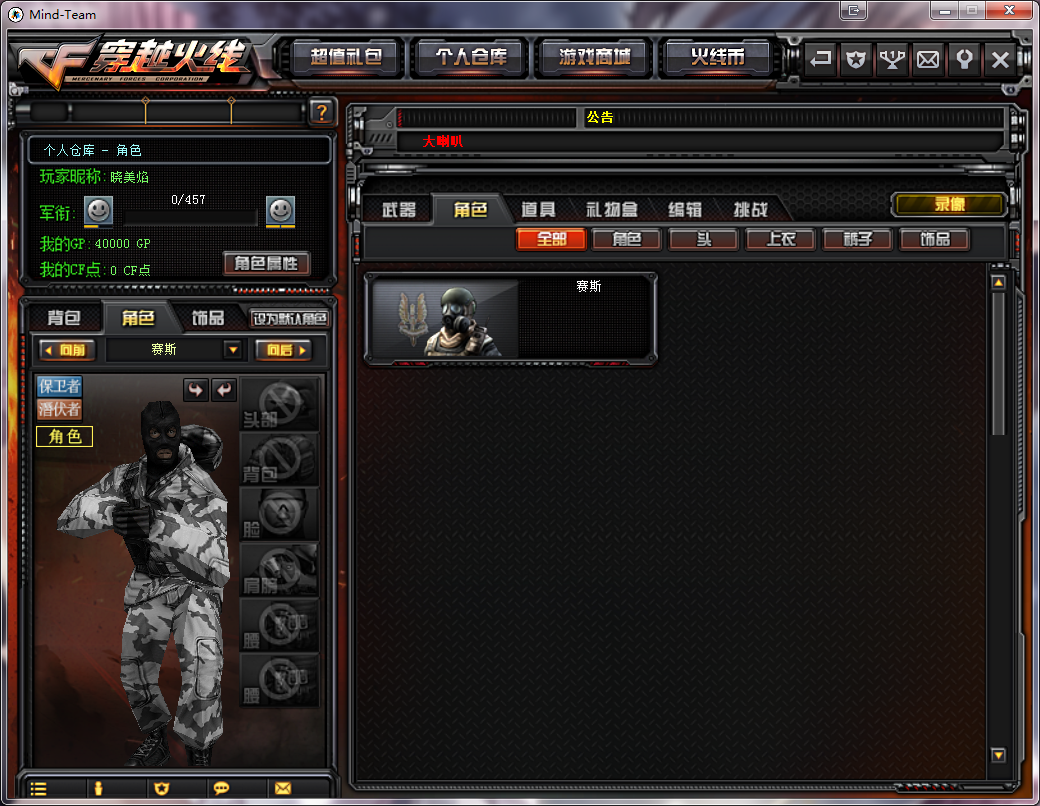 Mind-Team
CF 穿越火线
MERCENARY FORCES CORPORATION
超值礼包
个人仓库
游戏商城
火线币
?
公告
大喇叭
个人仓库 - 角色
玩家昵称:晓美焰
军衔:
0/457
我的GP:40000 GP
我的CF点:0 CF点
角色属性
武器
角色
道具
礼物盒
编辑
挑战
录像
全部
角色
头
上衣
裤子
饰品
赛斯
背包
角色
饰品
设为默认角色
向前
赛斯
向后
保卫者
潜伏者
角色
头部
背包
脸
肩膀
腰
腰